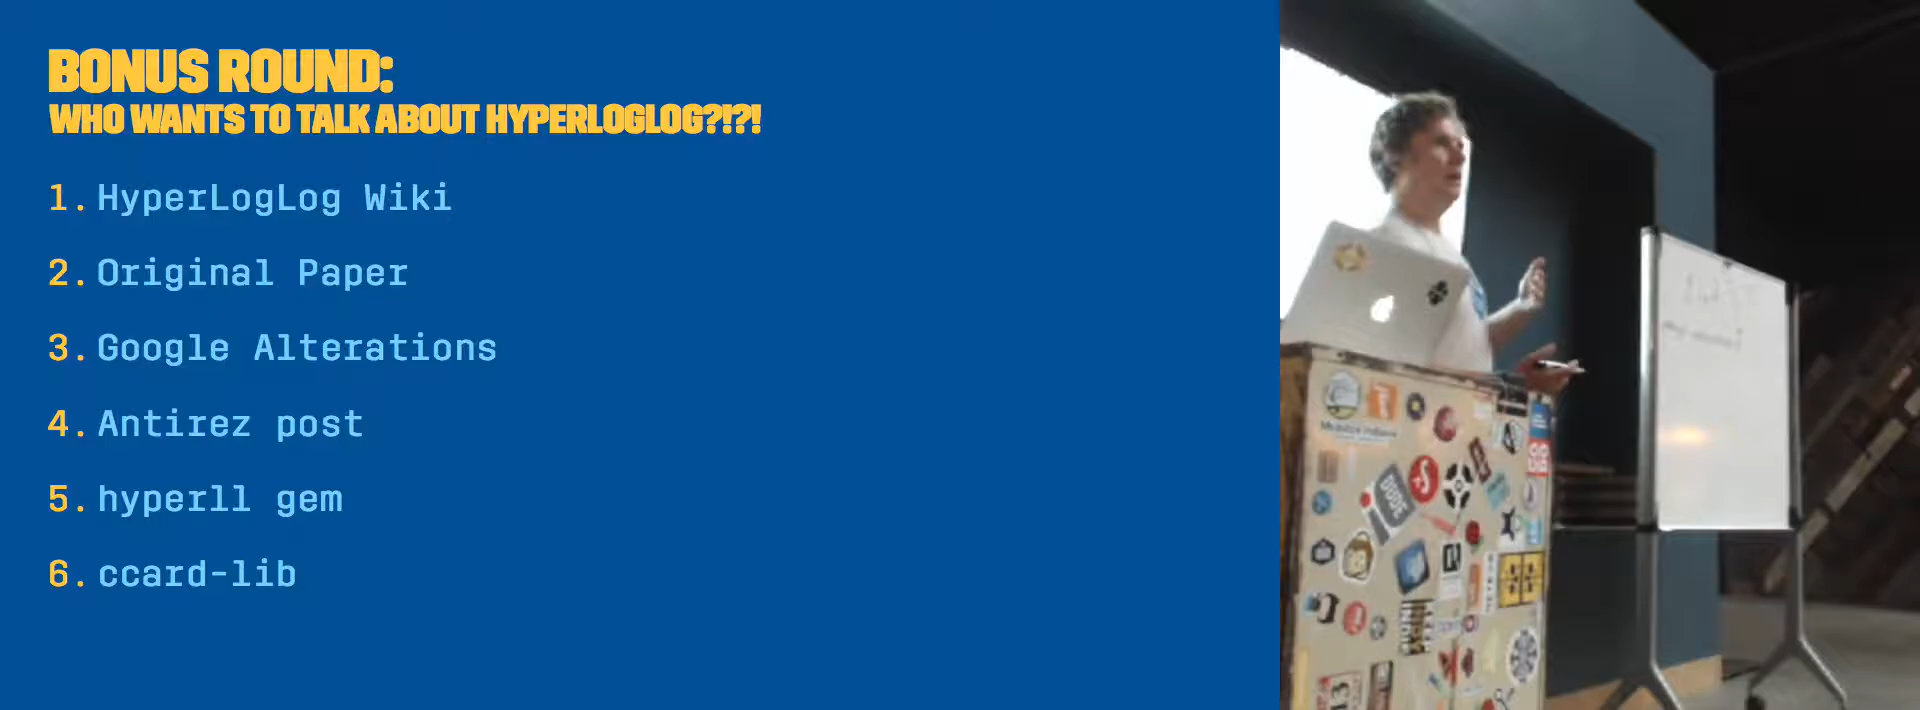 BONUS ROUND:
WHO WANTS TO TALK ABOUT HYPERLOGLOG?!?!
1. HyperLogLog Wiki
2. Original Paper
3. Google Alterations
4. Antirez post
5. hyperll gem
6. ccard-lib
DUDE